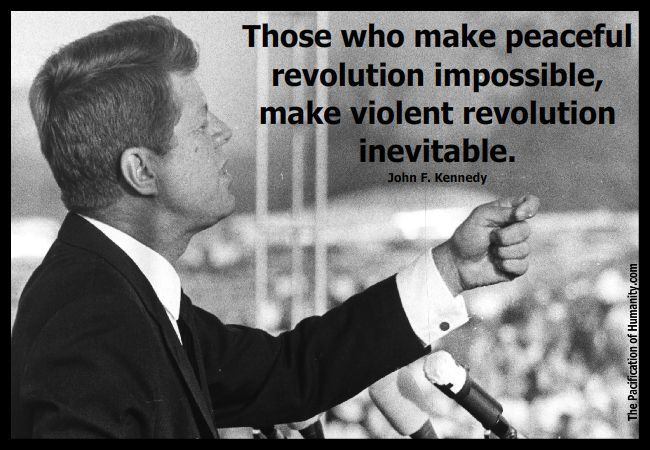 Those who make peaceful
revolution impossible,
make violent revolution
inevitable.
John F. Kennedy
The Pacification of Humanity.com